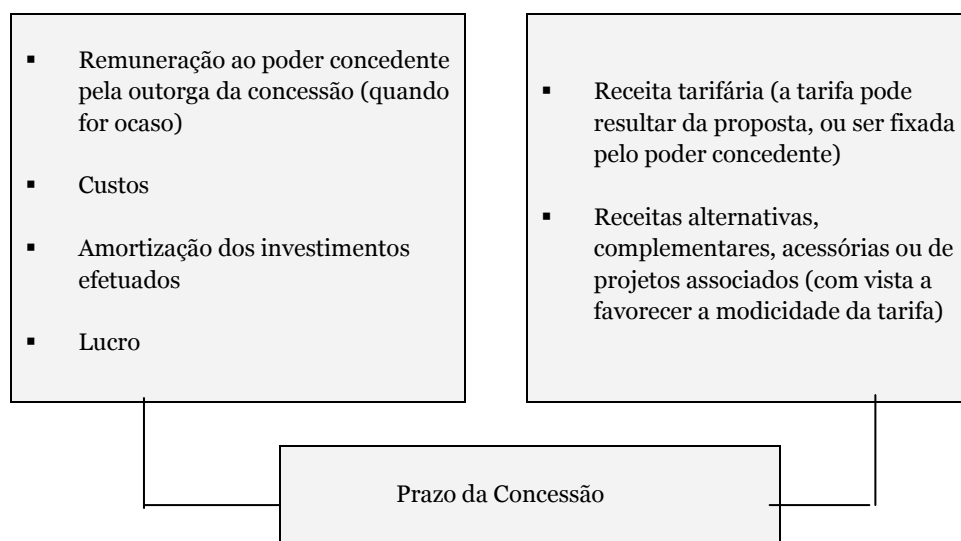 ▪ Remuneração ao poder concedente
pela outorga da concessão (quando
for ocaso)
▪ Custos
▪ Amortização dos investimentos
efetuados
▪ Lucro
▪ Receita tarifária (a tarifa pode
resultar da proposta, ou ser fixada
pelo poder concedente)
▪ Receitas alternativas,
complementares, acessórias ou de
projetos associados (com vista a
favorecer a modicidade da tarifa)
Prazo da Concessão